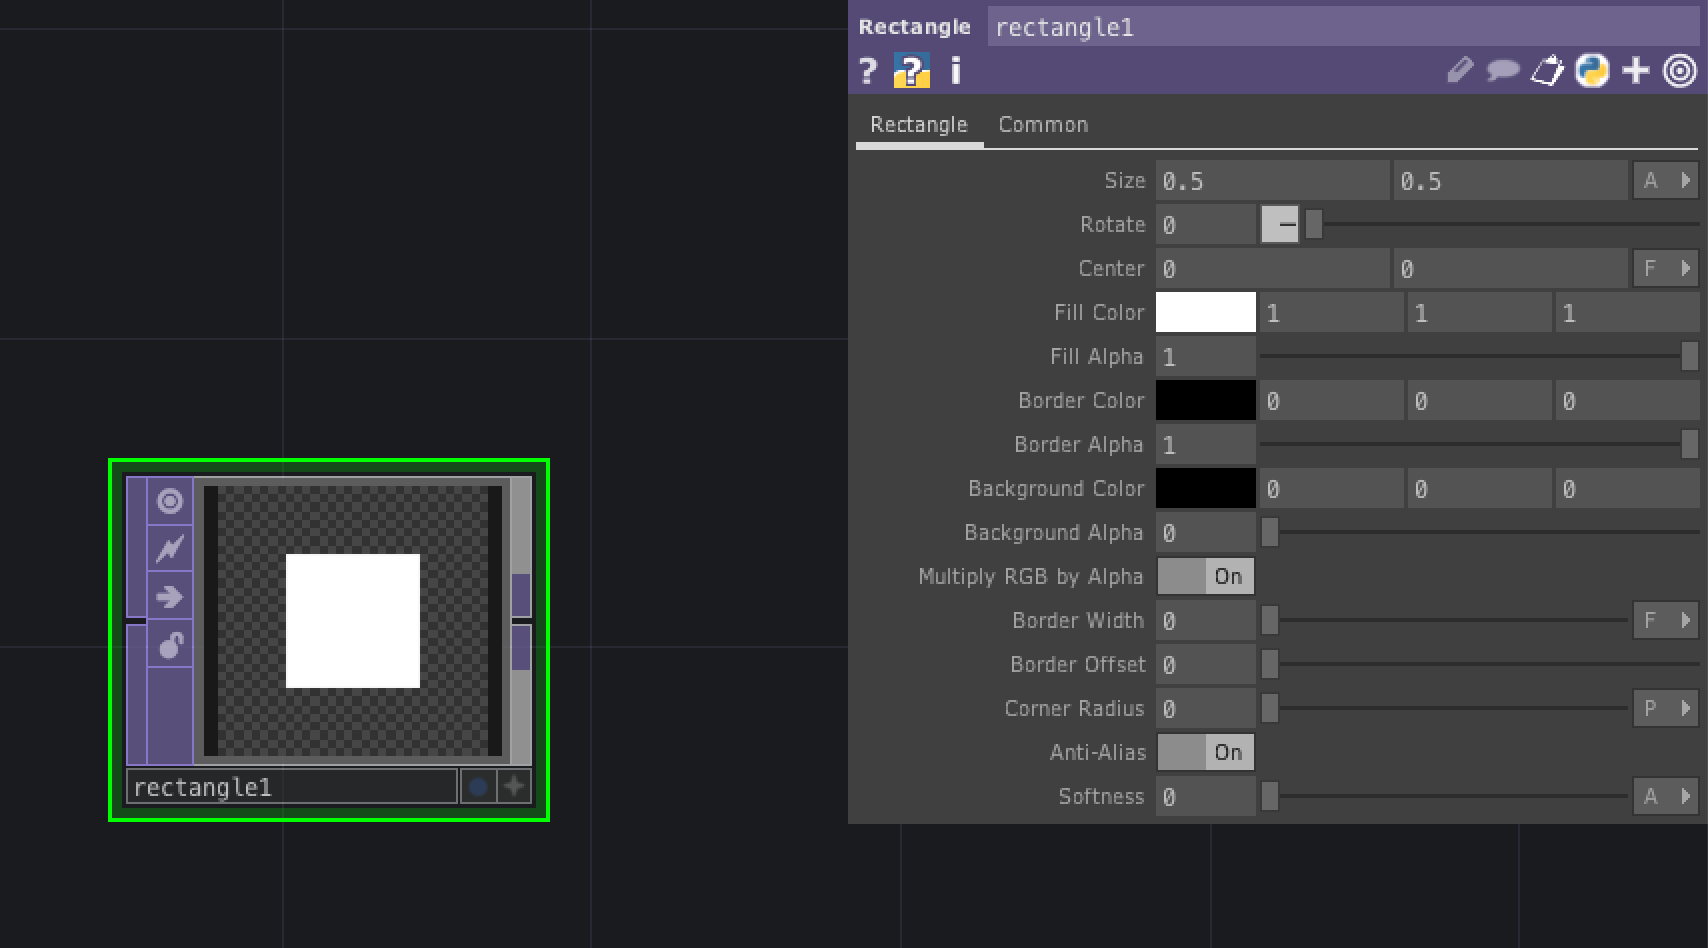 Rectangle rectangle1
? ? i
Rectangle Common
Size 0.5 0.5 A
Rotate 0
Center 0 0 F
Fill Color 1 1 1
Fill Alpha 1
Border Color 0 0 0
Border Alpha 1
Background Color 0 0 0
Background Alpha 0
Multiply RGB by Alpha On
Border Width 0 F
Border Offset 0
Corner Radius 0 P
Anti-Alias On
Softness 0 A
rectangle1